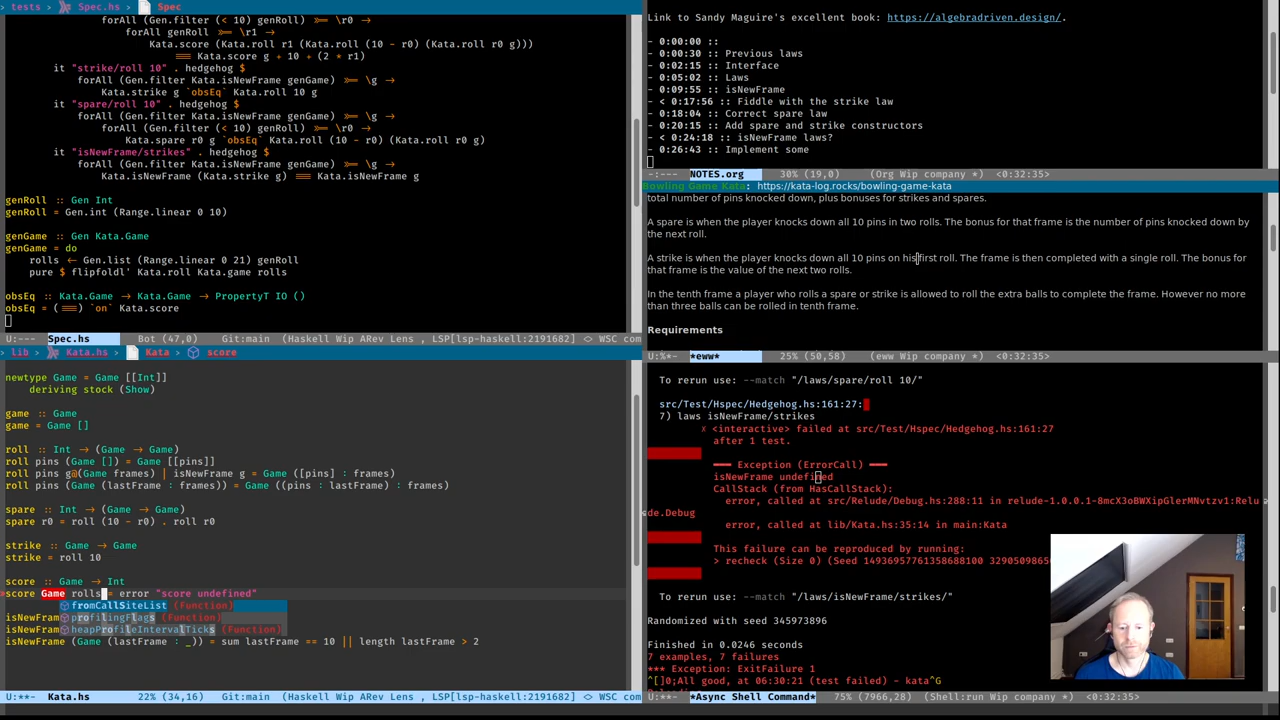 tests > Spec.hs > Spec
forAll (Gen.filter (< 10) genRoll) >>= \r0 →
forAll genRoll >>= \r1 →
Kata.score (Kata.roll r1 (Kata.roll (10 - r0) (Kata.roll r0 g)))
=== Kata.score g + 10 + (2 * r1)
it "strike/roll 10" . hedgehog $
forAll (Gen.filter Kata.isNewFrame genGame) >>= \g →
Kata.strike g `obsEq` Kata.roll 10 g
it "spare/roll 10" . hedgehog $
forAll (Gen.filter Kata.isNewFrame genGame) >>= \g →
forAll (Gen.filter (< 10) genRoll) >>= \r0 →
Kata.spare r0 g `obsEq` Kata.roll (10 - r0) (Kata.roll r0 g)
it "isNewFrame/strikes" . hedgehog $
forAll (Gen.filter Kata.isNewFrame genGame) >>= \g →
Kata.isNewFrame (Kata.strike g) === Kata.isNewFrame g
genRoll :: Gen Int
genRoll = Gen.int (Range.linear 0 10)
genGame :: Gen Kata.Game
genGame = do
rolls ← Gen.list (Range.linear 0 21) genRoll
pure $ flipfoldl' Kata.roll Kata.game rolls
obsEq :: Kata.Game → Kata.Game → PropertyT IO ()
obsEq = (===) `on` Kata.score
U:--- Spec.hs Bot (47,0) Git:main (Haskell Wip ARev Lens , LSP[lsp-haskell:2191682] <> WSC com
lib > Kata.hs > Kata > score
newtype Game = Game [[Int]]
deriving stock (Show)
game :: Game
game = Game []
roll :: Int → (Game → Game)
roll pins (Game []) = Game [[pins]]
roll pins g@(Game frames) | isNewFrame g = Game ([pins] : frames)
roll pins (Game (lastFrame : frames)) = Game ((pins : lastFrame) : frames)
spare :: Int → (Game → Game)
spare r0 = roll (10 - r0) . roll r0
strike :: Game → Game
strike = roll 10
score :: Game → Int
score Game rolls = error "score undefined"
fromCallSiteList (Function)
isNewFram profilingFlags (Function)
isNewFram heapProfileIntervalTicks (Function)
isNewFrame (Game (lastFrame : _)) = sum lastFrame == 10 || length lastFrame > 2
U:**- Kata.hs 22% (34,16) Git:main (Haskell Wip ARev Lens , LSP[lsp-haskell:2191682] <> WSC com
Link to Sandy Maguire's excellent book: https://algebradriven.design/.
- 0:00:00 ::
- 0:00:30 :: Previous laws
- 0:02:15 :: Interface
- 0:05:02 :: Laws
- 0:09:55 :: isNewFrame
- < 0:17:56 :: Fiddle with the strike law
- 0:18:04 :: Correct spare law
- 0:20:15 :: Add spare and strike constructors
- < 0:24:18 :: isNewFrame laws?
- 0:26:43 :: Implement some
-:--- NOTES.org 30% (19,0) (Org Wip company *) <0:32:35>
Bowling Game Kata: https://kata-log.rocks/bowling-game-kata
total number of pins knocked down, plus bonuses for strikes and spares.
A spare is when the player knocks down all 10 pins in two rolls. The bonus for that frame is the number of pins knocked down by
the next roll.
A strike is when the player knocks down all 10 pins on his first roll. The frame is then completed with a single roll. The bonus for
that frame is the value of the next two rolls.
In the tenth frame a player who rolls a spare or strike is allowed to roll the extra balls to complete the frame. However no more
than three balls can be rolled in tenth frame.
Requirements
U:%*- *eww* 25% (50,58) (eww Wip company *) <0:32:35>
To rerun use: --match "/laws/spare/roll 10/"
src/Test/Hspec/Hedgehog.hs:161:27:
7) laws isNewFrame/strikes
✗ <interactive> failed at src/Test/Hspec/Hedgehog.hs:161:27
after 1 test.
━━━ Exception (ErrorCall) ━━━
isNewFrame undefined
CallStack (from HasCallStack):
error, called at src/Relude/Debug.hs:288:11 in relude-1.0.0.1-8mcX3oBWXipGlerMNvtzv1:Relu
de.Debug
error, called at lib/Kata.hs:35:14 in main:Kata
This failure can be reproduced by running:
> recheck (Size 0) (Seed 14936957761358688100 32905098650
To rerun use: --match "/laws/isNewFrame/strikes/"
Randomized with seed 345973896
Finished in 0.0246 seconds
7 examples, 7 failures
*** Exception: ExitFailure 1
^[]0;All good, at 06:30:21 (test failed) - kata^G
U:**- *Async Shell Command* 75% (7966,28) (Shell:run Wip company *) <0:32:35>